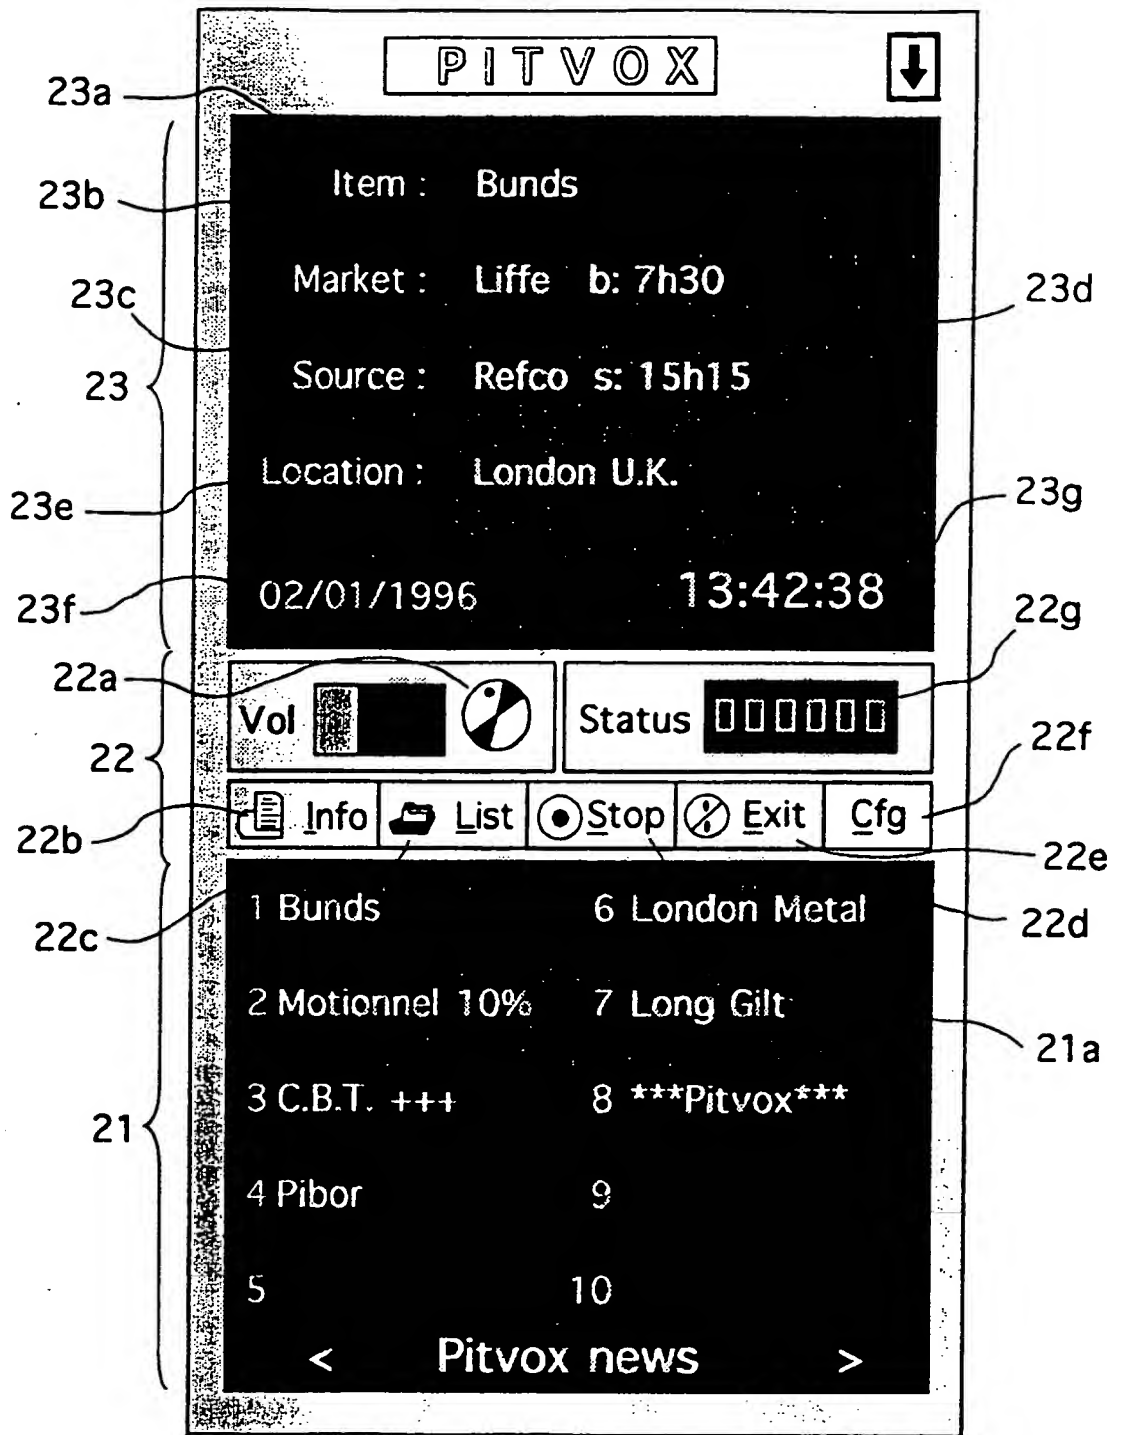 PITVOX
23a
23b
Item : Bunds
23c
Market : Liffe b: 7h30
23d
23
Source : Refco s: 15h15
23e
Location : London U.K.
23g
23f
02/01/1996 13:42:38
22g
22a
Vol
Status
22
22f
22b
Info List Stop Exit Cfg
22e
22c
1 Bunds 6 London Metal
22d
2 Motionnel 10% 7 Long Gilt
21a
21
3 C.B.T. +++ 8 ***Pitvox***
4 Pibor 9
5 10
< Pitvox news >